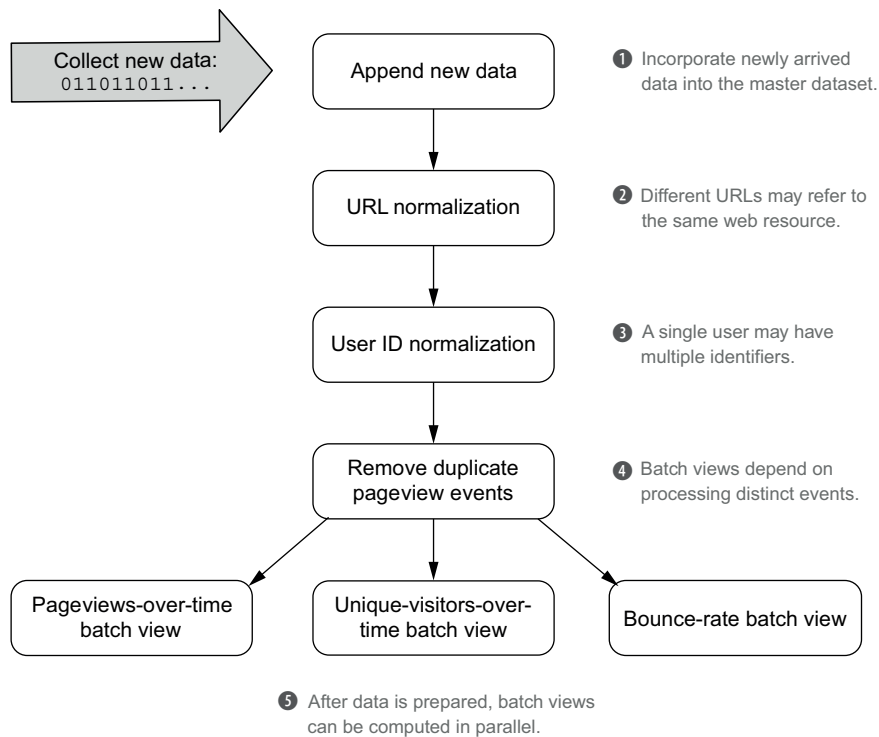 Collect new data:
011011011...
Append new data
❶ Incorporate newly arrived
data into the master dataset.
URL normalization
❷ Different URLs may refer to
the same web resource.
User ID normalization
❸ A single user may have
multiple identifiers.
Remove duplicate
pageview events
❹ Batch views depend on
processing distinct events.
Pageviews-over-time
batch view
Unique-visitors-over-
time batch view
Bounce-rate batch view
❺ After data is prepared, batch views
can be computed in parallel.